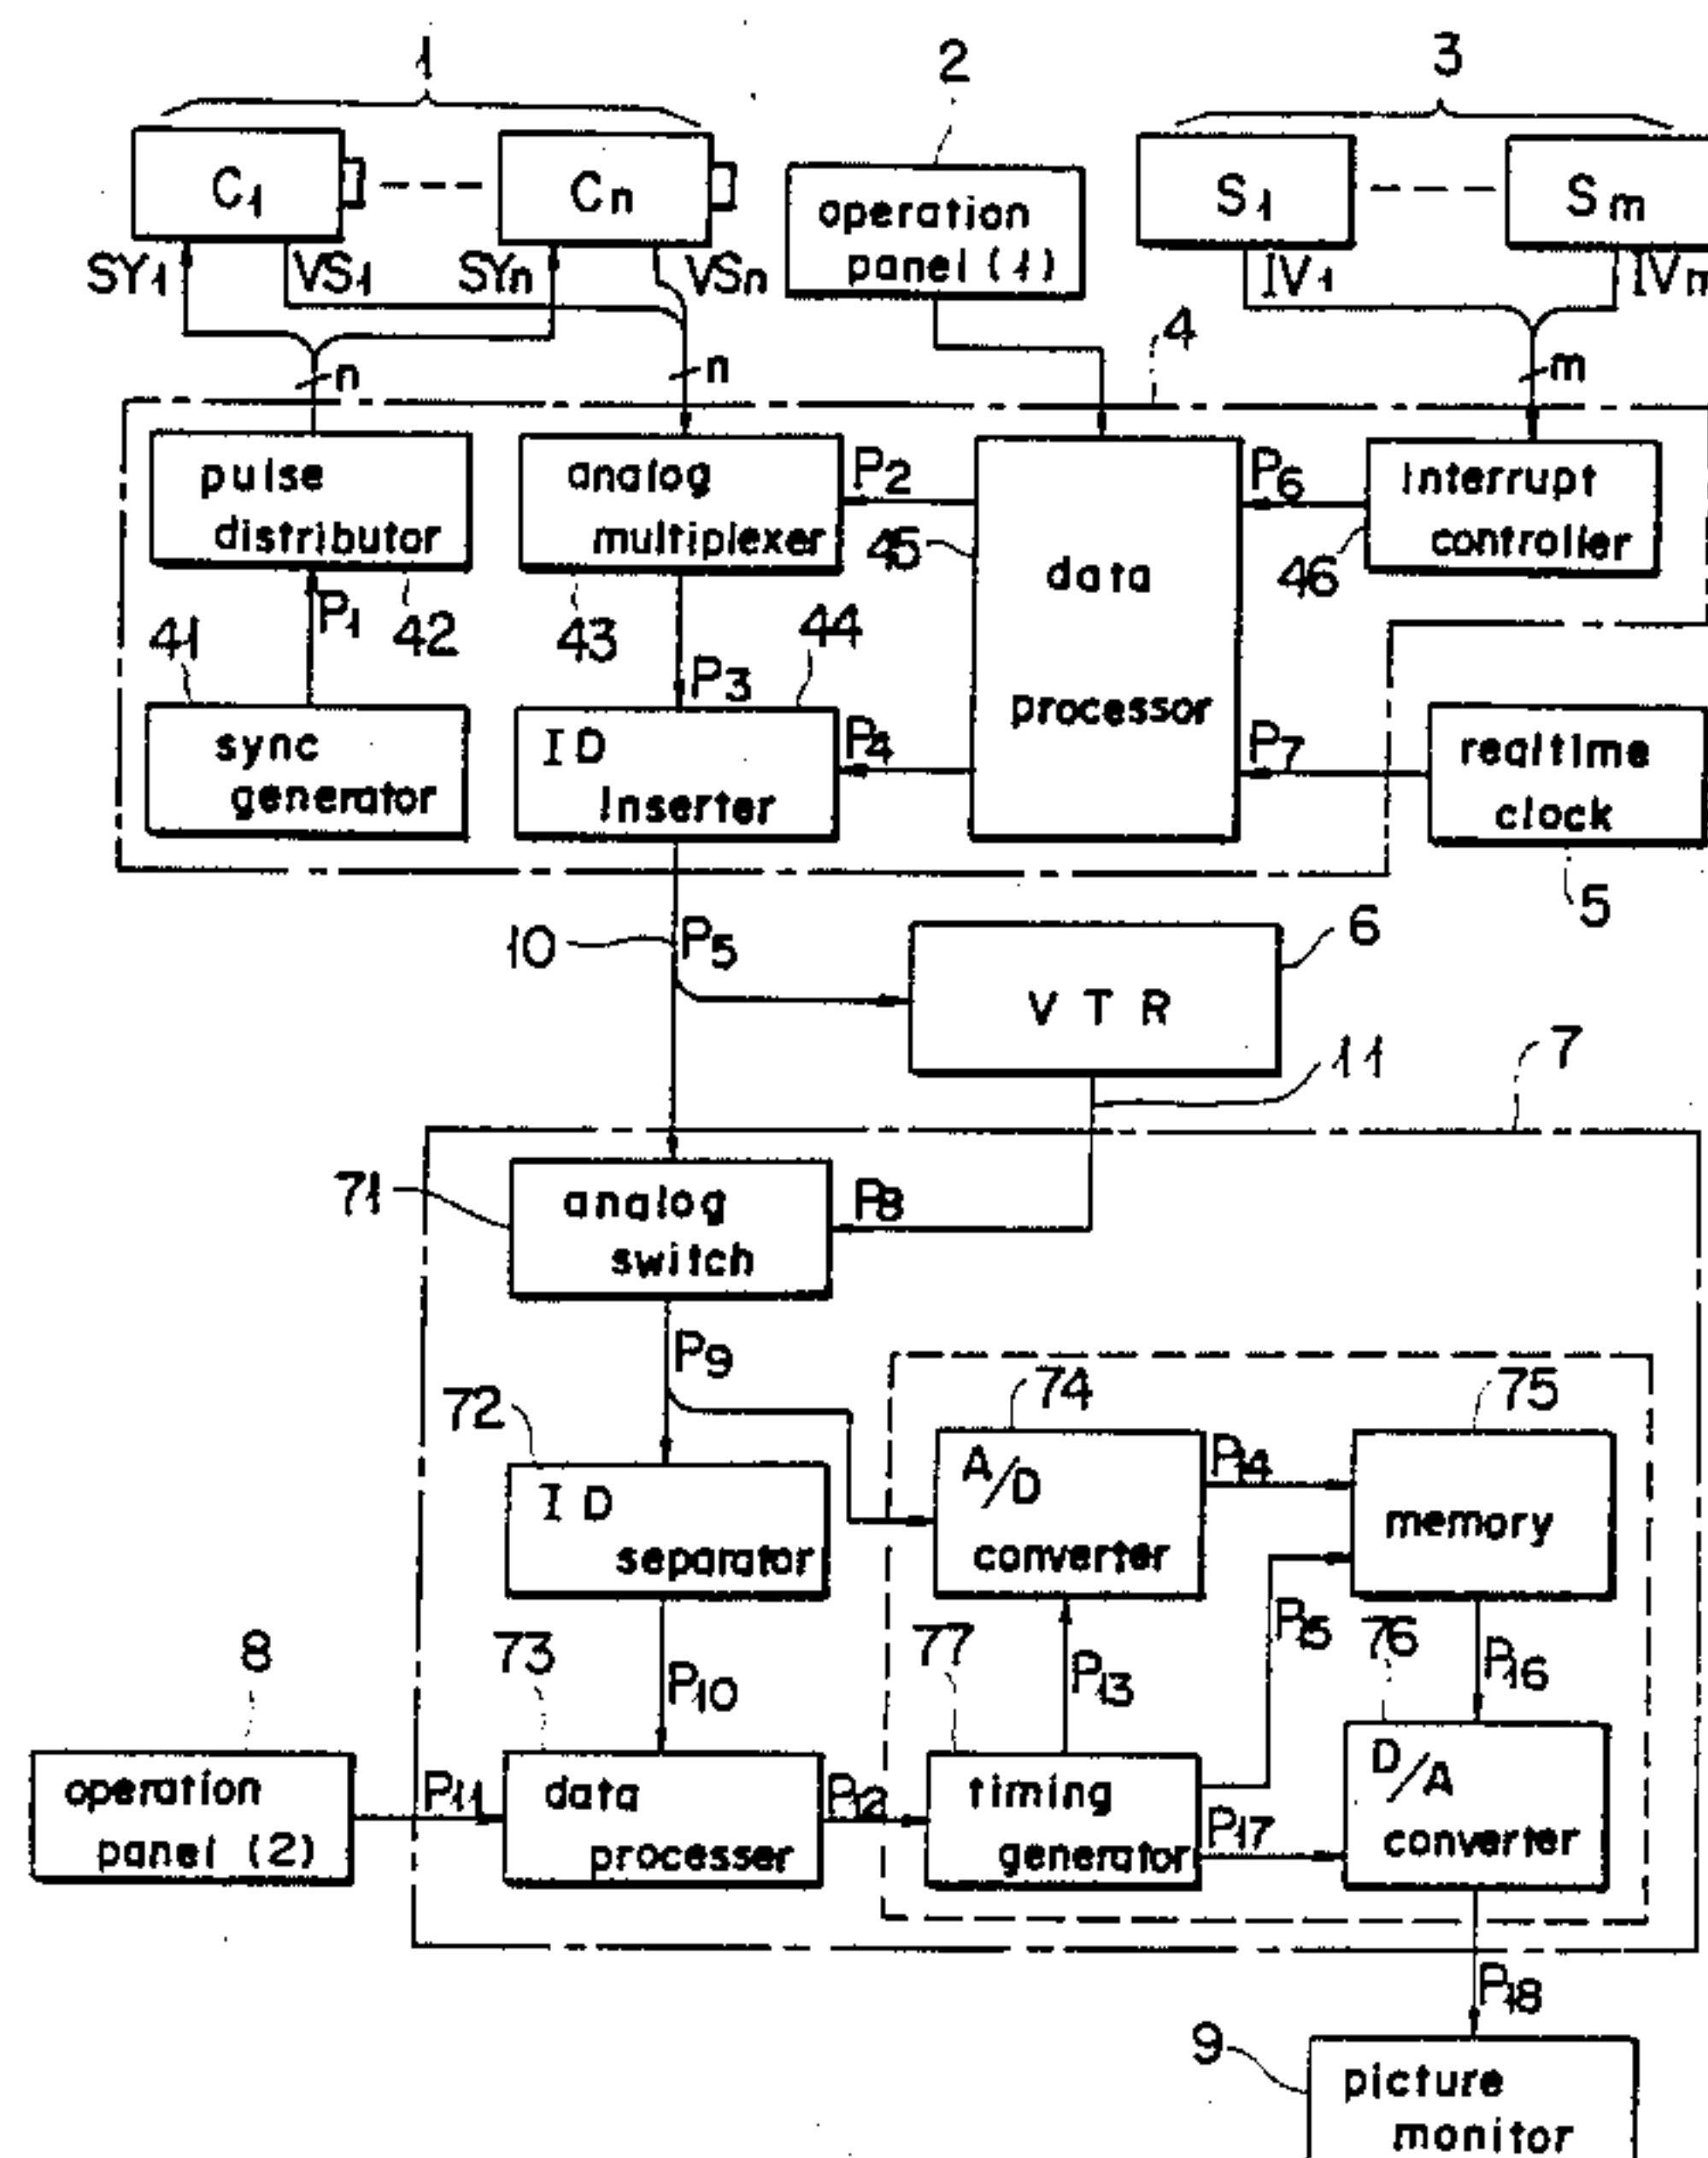 1
2
3
C1
Cn
operation
panel (1)
S1
Sm
SY1
VS1
SYn
VSn
IV1
IVm
4
n
n
m
pulse
distributor
analog
multiplexer
P2
45
data
processor
P6
Interrupt
controller
46
P1
42
43
44
41
P3
sync
generator
ID
Inserter
P4
P7
realtime
clock
5
10
P5
6
VTR
11
7
71
analog
switch
P8
P9
74
75
72
ID
separator
A/D
converter
P14
memory
P15
76
8
73
77
P10
P13
P16
operation
panel (2)
P11
data
processer
P12
timing
generator
P17
D/A
converter
P18
9
picture
monitor